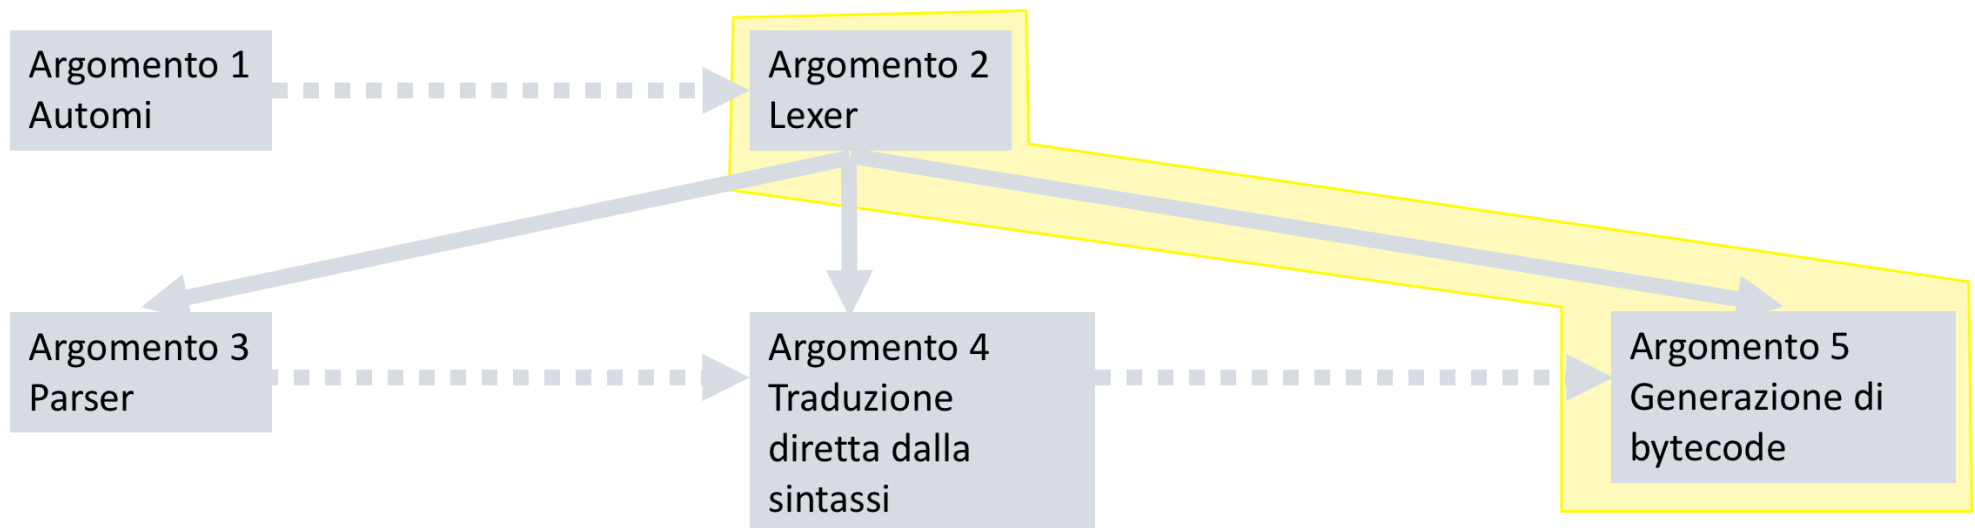 Argomento 1
Automi
Argomento 2
Lexer
Argomento 3
Parser
Argomento 4
Traduzione
diretta dalla
sintassi
Argomento 5
Generazione di
bytecode